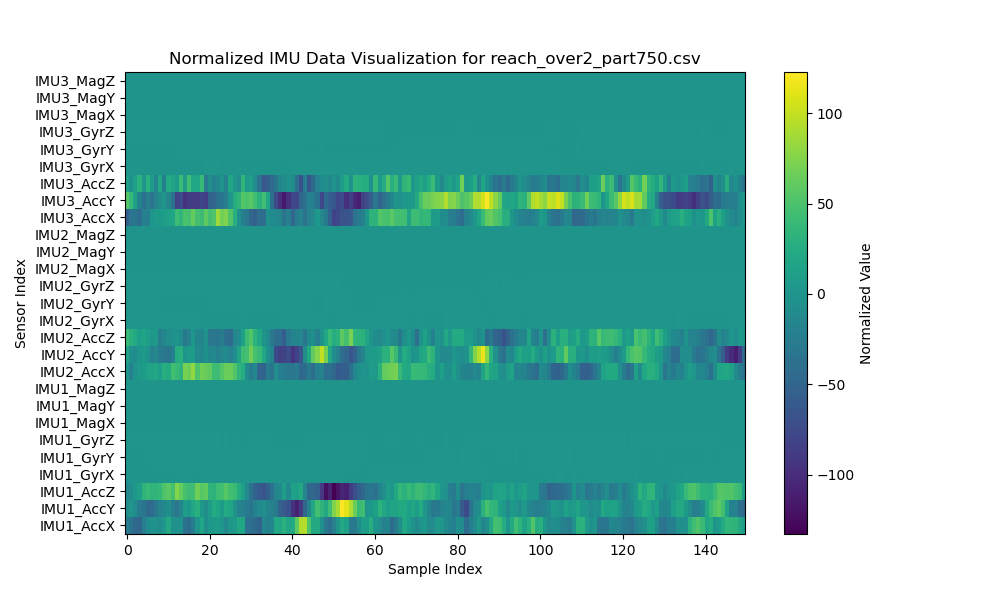 Normalized IMU Data Visualization for reach_over2_part750.csv
IMU3_MagZ
IMU3_MagY
IMU3_MagX
IMU3_GyrZ
IMU3_GyrY
IMU3_GyrX
IMU3_AccZ
IMU3_AccY
IMU3_AccX
IMU2_MagZ
IMU2_MagY
IMU2_MagX
IMU2_GyrZ
IMU2_GyrY
IMU2_GyrX
IMU2_AccZ
IMU2_AccY
IMU2_AccX
IMU1_MagZ
IMU1_MagY
IMU1_MagX
IMU1_GyrZ
IMU1_GyrY
IMU1_GyrX
IMU1_AccZ
IMU1_AccY
IMU1_AccX
Sensor Index
0 20 40 60 80 100 120 140
Sample Index
100
50
0
−50
−100
Normalized Value